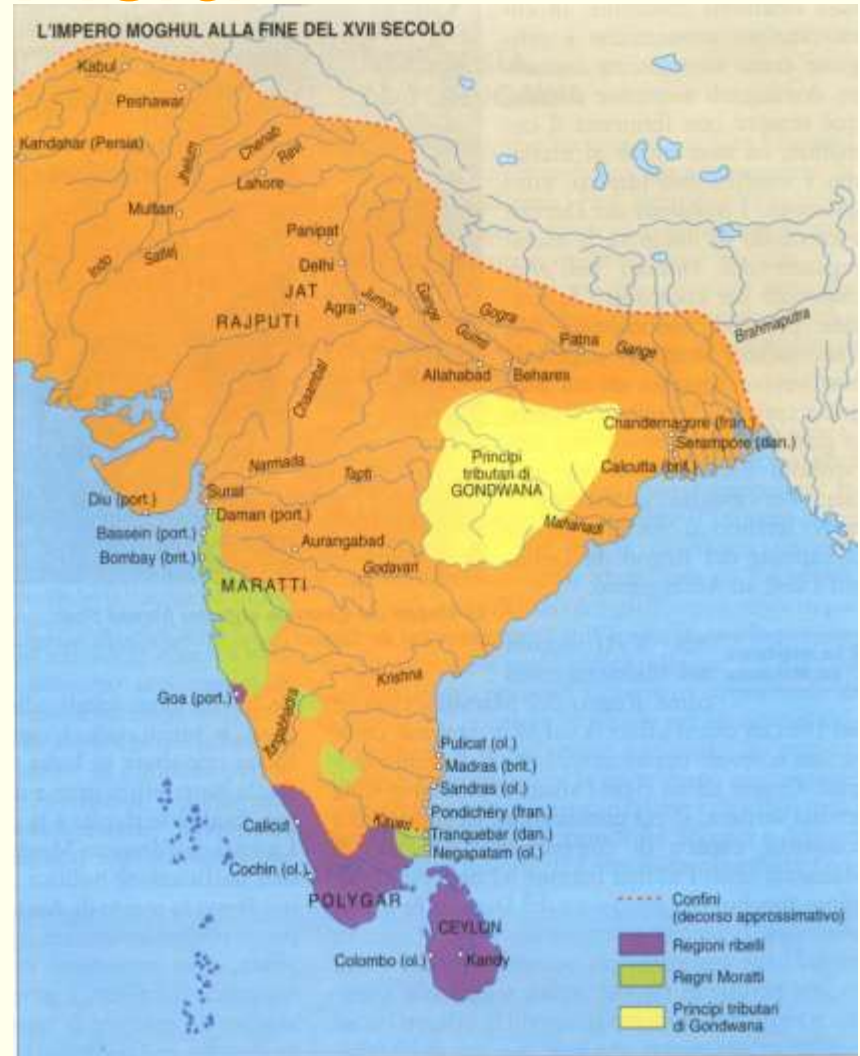 L'IMPERO MOGHUL ALLA FINE DEL XVII SECOLO
Kabul
Peshawar
Kandahar (Persia)
Jhelum
Chenab
Ravi
Lahore
Multan
Indo
Satlej
Panipat
Delhi
JAT
RAJPUTI
Agra
Jumna
Gange
Gogra
Gumti
Patna
Gange
Brahmaputra
Allahabad
Behares
Chaambal
Chandernagore (fran.)
Serampore (dan.)
Calcutta (brit.)
Principi
tributari di
GONDWANA
Narmada
Tapti
Mahanadi
Diu (port.)
Surat
Daman (port.)
Bassein (port.)
Bombay (brit.)
Aurangabad
Godavari
MARATTI
Krishna
Goa (port.)
Tungabhadra
Pulicat (ol.)
Madras (brit.)
Sandras (ol.)
Pondichéry (fran.)
Calicut
Kaveri
Tranquebar (dan.)
Negapatam (ol.)
Cochin (ol.)
POLYGAR
CEYLON
Colombo (ol.)
Kandy
Confini
(decorso approssimativo)
Regioni ribelli
Regni Moratti
Principi tributari
di Gondwana